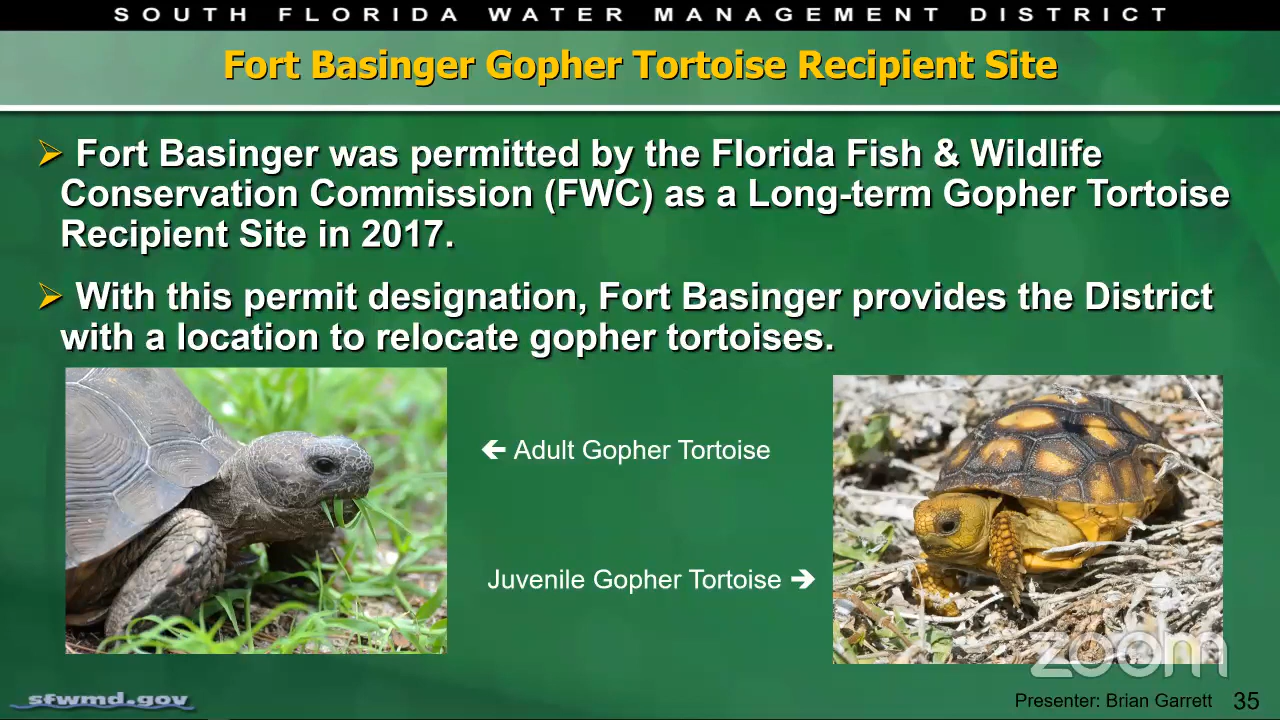 SOUTH FLORIDA WATER MANAGEMENT DISTRICT
Fort Basinger Gopher Tortoise Recipient Site
➢ Fort Basinger was permitted by the Florida Fish & Wildlife
Conservation Commission (FWC) as a Long-term Gopher Tortoise
Recipient Site in 2017.
➢ With this permit designation, Fort Basinger provides the District
with a location to relocate gopher tortoises.
🡸 Adult Gopher Tortoise
Juvenile Gopher Tortoise 🡺
zoom
sfwmd.gov
Presenter: Brian Garrett 35